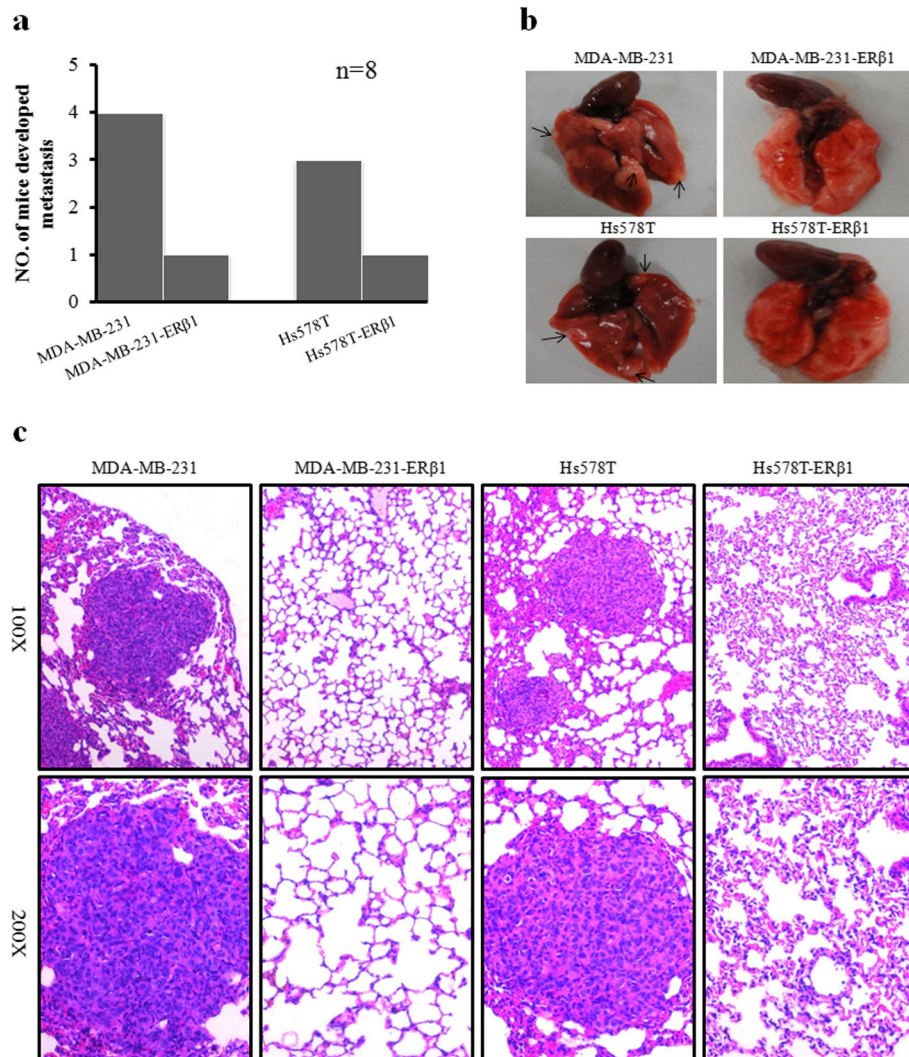 a
n=8
NO. of mice developed
metastasis
5
4
3
2
1
0
MDA-MB-231
MDA-MB-231-ERβ1
Hs578T
Hs578T-ERβ1
b
MDA-MB-231
MDA-MB-231-ERβ1
Hs578T
Hs578T-ERβ1
c
MDA-MB-231
MDA-MB-231-ERβ1
Hs578T
Hs578T-ERβ1
100X
200X